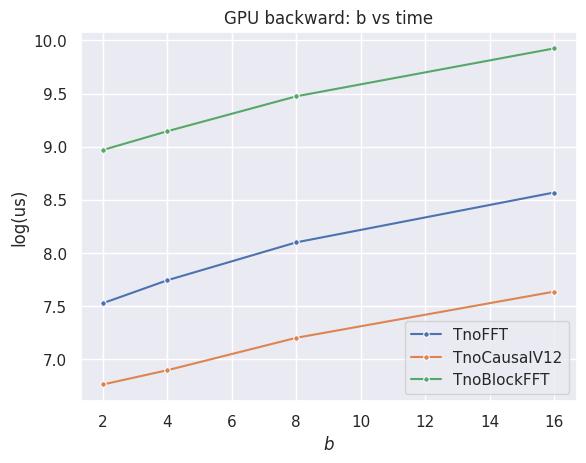 GPU backward: b vs time
log(us)
10.0
9.5
9.0
8.5
8.0
7.5
7.0
2 4 6 8 10 12 14 16
b
TnoFFT
TnoCausalV12
TnoBlockFFT